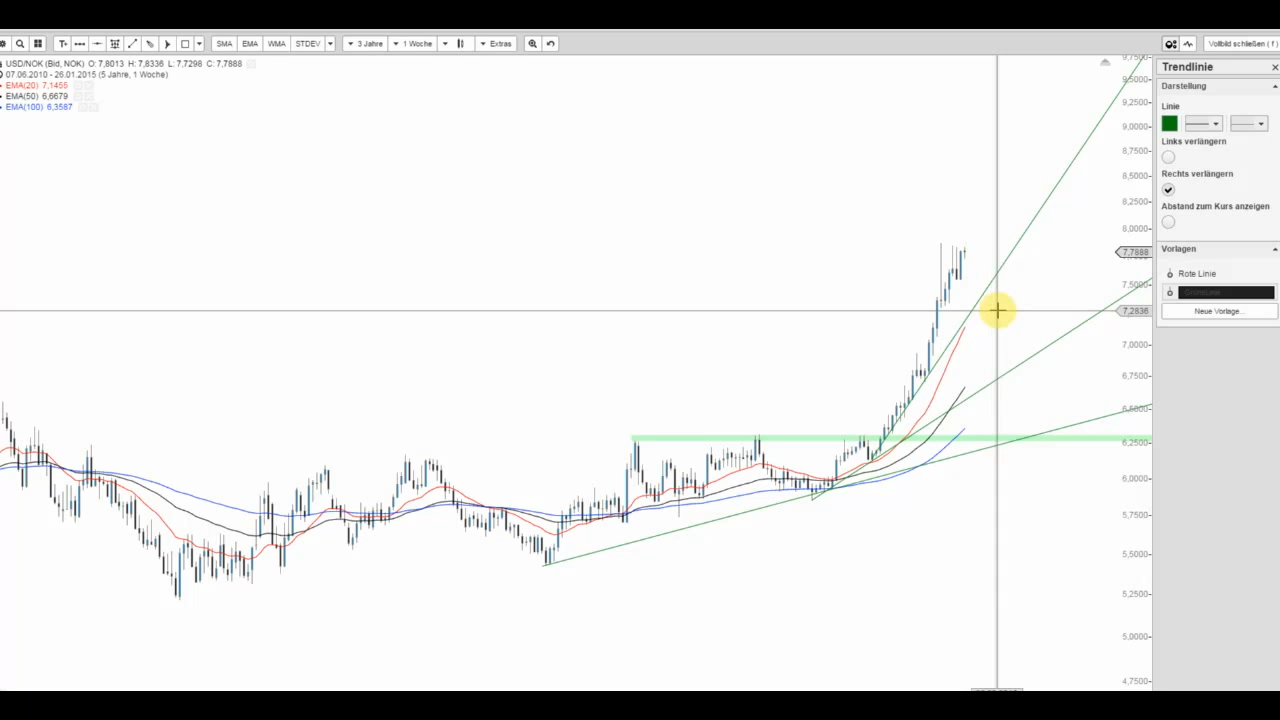 T+
SMA EMA WMA STDEV 3 Jahre 1 Woche Extras Vollbild schließen ( f )
USD/NOK (Bid, NOK) O: 7,8013 H: 7,8336 L: 7,7298 C: 7,7888
07.06.2010 - 26.01.2015 (5 Jahre, 1 Woche)
EMA(20) 7,1455
EMA(50) 6,6679
EMA(100) 6,3587
9,7500
9,5000
9,2500
9,0000
8,7500
8,5000
8,2500
8,0000
7,7888
7,5000
7,2836
7,0000
6,7500
6,5000
6,2500
6,0000
5,7500
5,5000
5,2500
5,0000
4,7500
Trendlinie
Darstellung
Linie
Links verlängern
Rechts verlängern
Abstand zum Kurs anzeigen
Vorlagen
Rote Linie
Neue Vorlage...